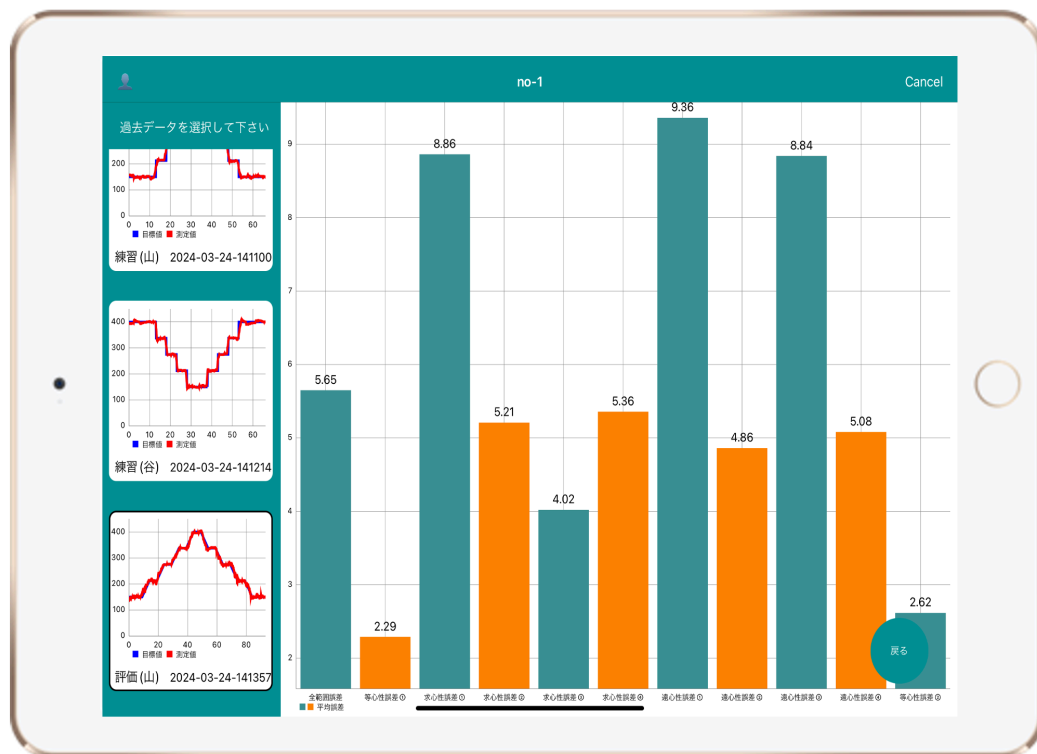 no-1
Cancel
過去データを選択して下さい
200
100
0
0 10 20 30 40 50 60
目標値 測定値
練習(山) 2024-03-24-141100
400
300
200
100
0
0 10 20 30 40 50 60
目標値 測定値
練習(谷) 2024-03-24-141214
400
300
200
100
0
0 20 40 60 80
目標値 測定値
評価(山) 2024-03-24-141357
9
8
7
6
5
4
3
2
5.65
2.29
8.86
5.21
4.02
5.36
9.36
4.86
8.84
5.08
2.62
戻る
全範囲誤差 等心性誤差 求心性誤差① 求心性誤差② 求心性誤差③ 求心性誤差④ 遠心性誤差① 遠心性誤差② 遠心性誤差③ 遠心性誤差④ 等心性誤差
平均誤差